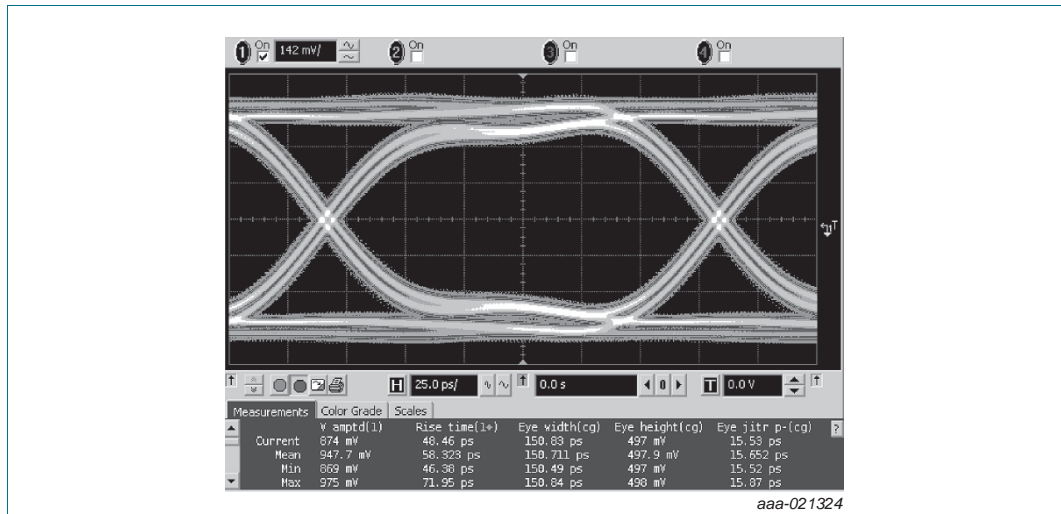 1 On 142 mV/ 2 On 3 On 4 On
T
H 25.0 ps/ 0.0 s 0 T 0.0 V
Measurements Color Grade Scales
V amptd(1) Rise time(1+) Eye width(cg) Eye height(cg) Eye jitr p-(cg) ?
Current 874 mV 48.46 ps 150.83 ps 497 mV 15.53 ps
Mean 947.7 mV 58.323 ps 150.711 ps 497.9 mV 15.652 ps
Min 869 mV 46.38 ps 150.49 ps 497 mV 15.52 ps
Max 975 mV 71.95 ps 150.84 ps 498 mV 15.87 ps
aaa-021324